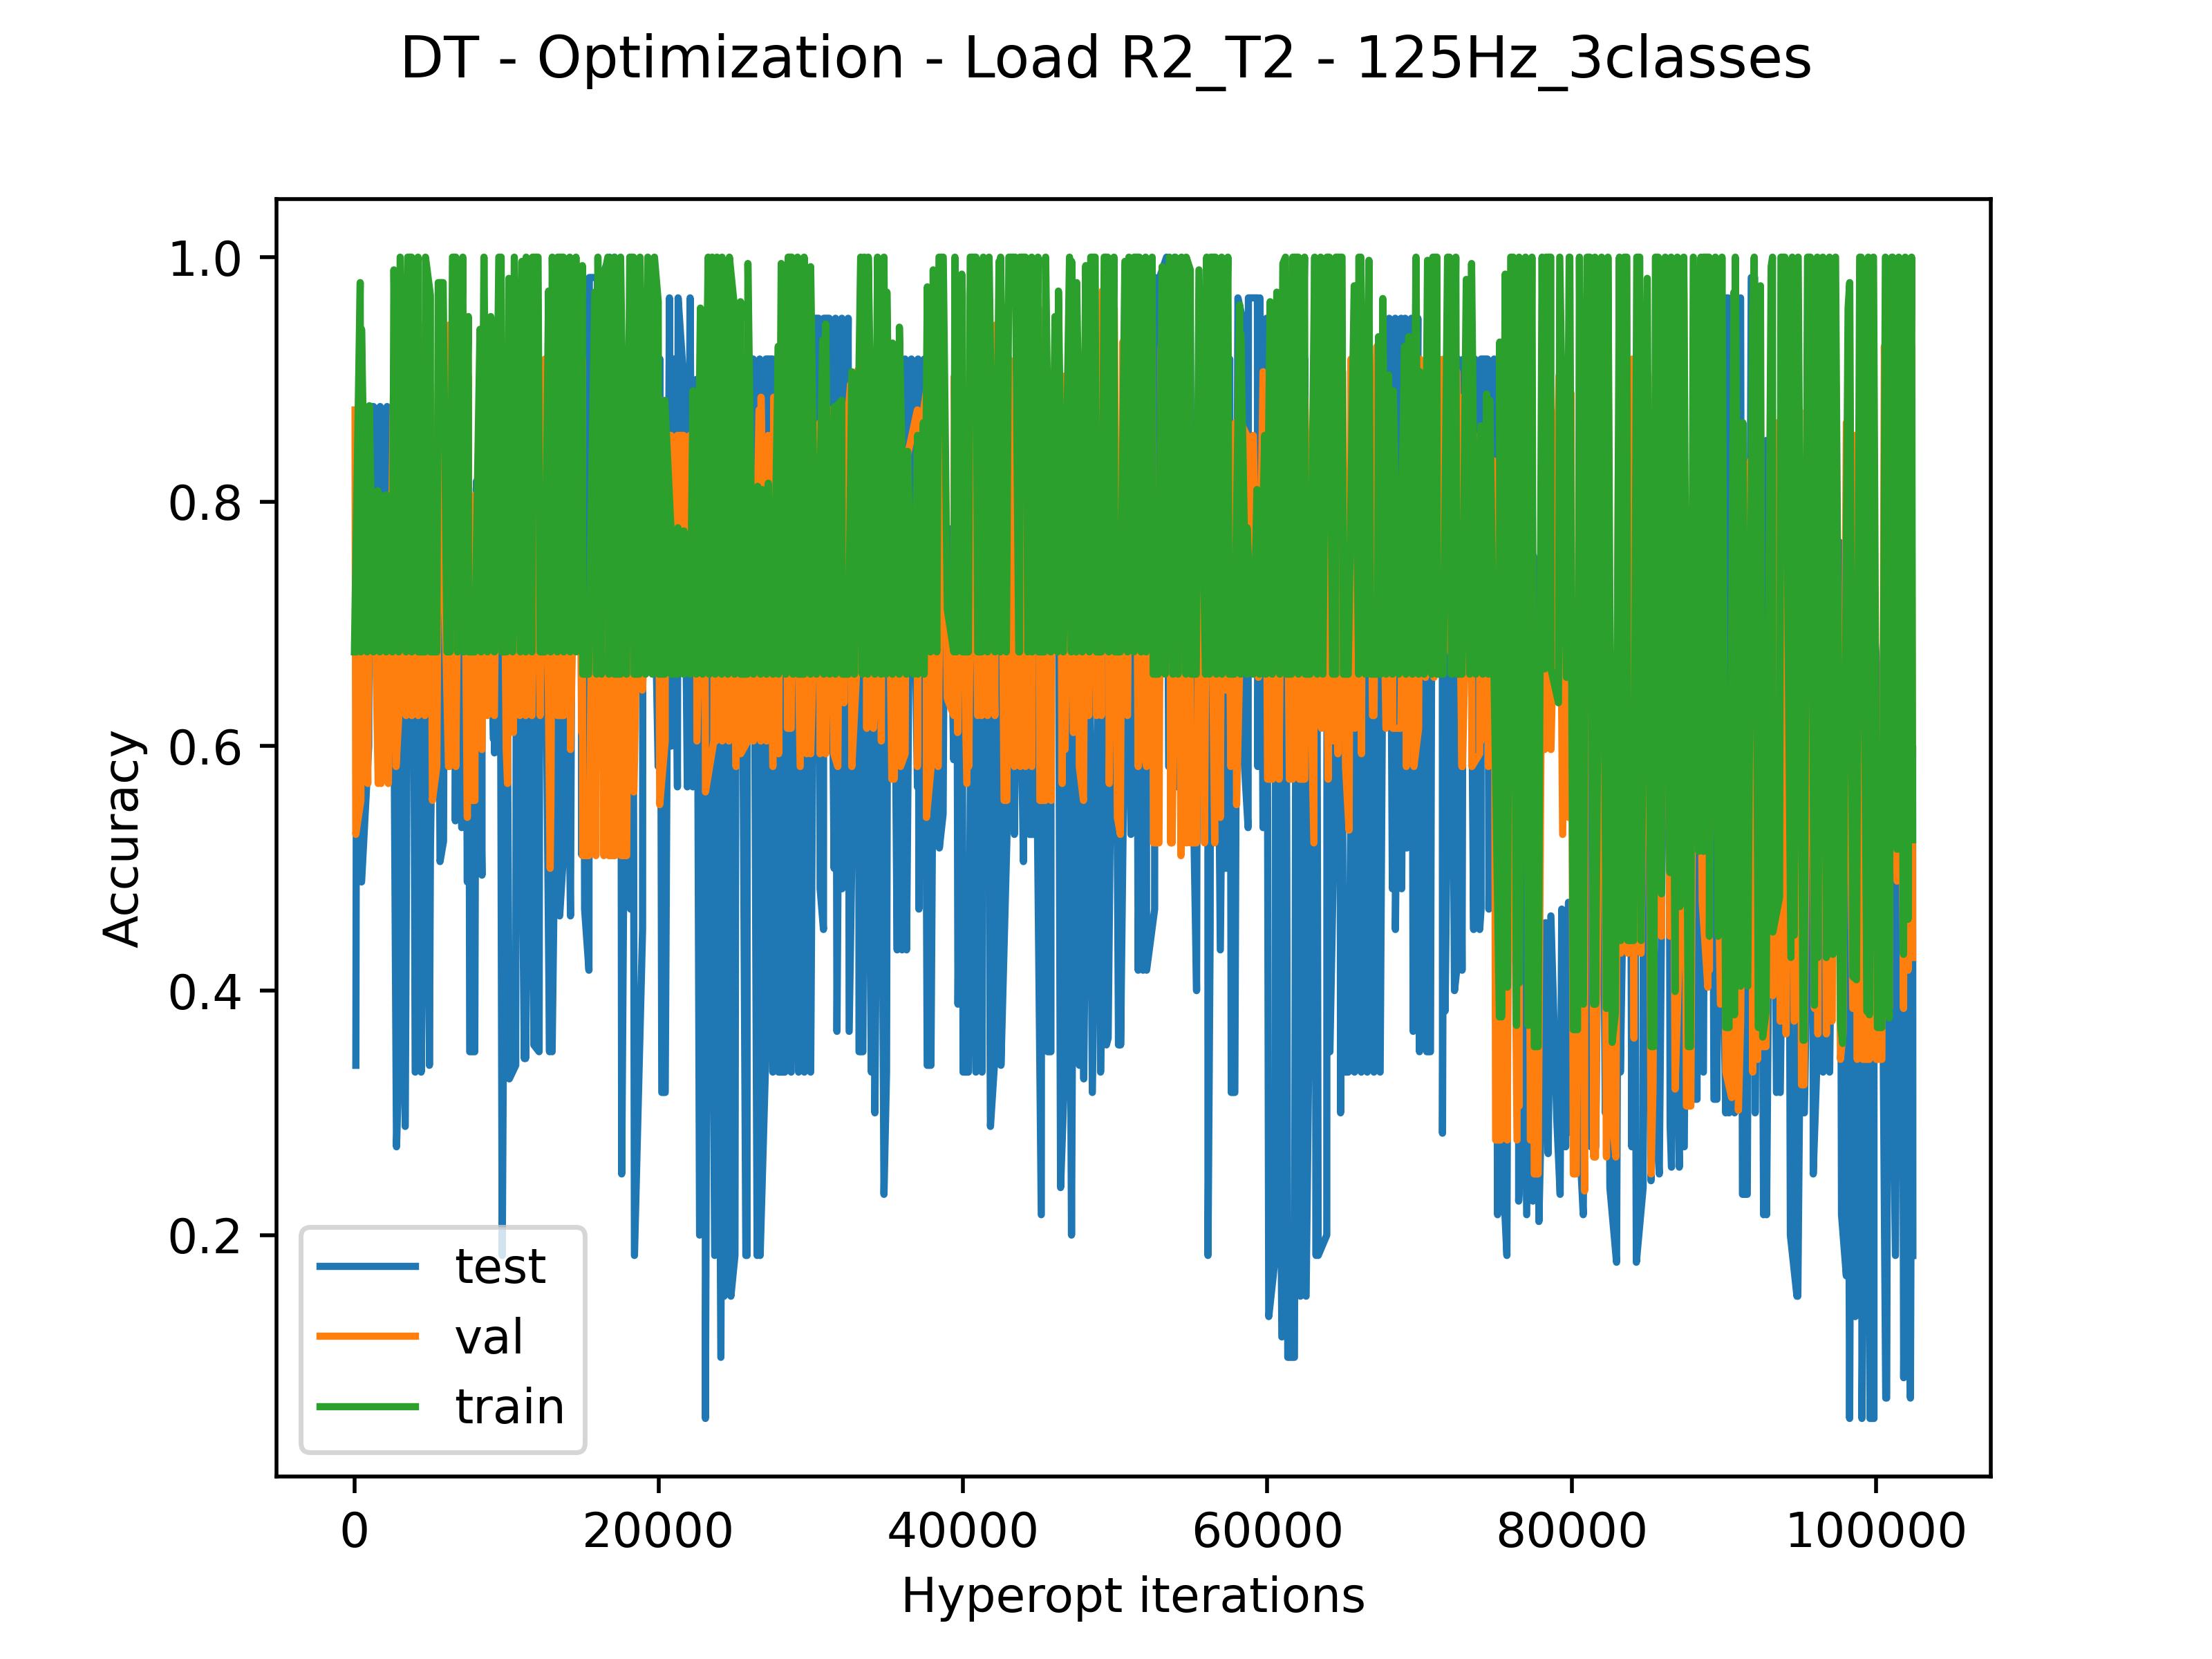 DT - Optimization - Load R2_T2 - 125Hz_3classes
1.0
0.8
0.6
0.4
0.2
Accuracy
test
val
train
0 20000 40000 60000 80000 100000
Hyperopt iterations